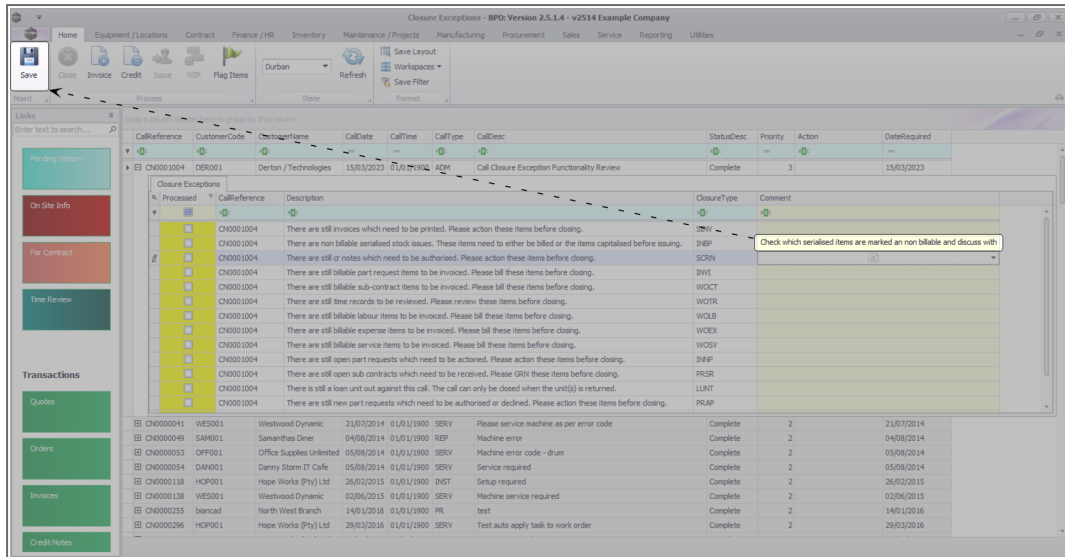 Closure Exceptions - BPO: Version 2.5.1.4 - v2514 Example Company
Home Equipment / Locations Contract Finance / HR Inventory Maintenance / Projects Manufacturing Procurement Sales Service Reporting Utilities
Save Close Invoice Credit Issue WIP Flag Items Durban Refresh
Save Layout
Workspaces
Save Filter
Maint... Process State Format
Links
Enter text to search...
Drag a column header here to group by that column
CallReference CustomerCode CustomerName CallDate CallTime CallType CallDesc StatusDesc Priority Action DateRequired
CN0001004 DER001 Derton / Technologies 15/03/2023 01/01/1900 ADM Call Closure Exception Functionality Review Complete 3 15/03/2023
Closure Exceptions
Processed CallReference Description ClosureType Comment
CN0001004 There are still invoices which need to be printed. Please action these items before closing. SINV
CN0001004 There are non billable serialised stock issues. These items need to either be billed or the items capitalised before issuing. INBP Check which serialised items are marked an non billable and discuss with
CN0001004 There are still cr notes which need to be authorised. Please action these items before closing. SCRN
CN0001004 There are still billable part request items to be invoiced. Please bill these items before closing. INVI
CN0001004 There are still billable sub-contract items to be invoiced. Please bill these items before closing. WOCT
CN0001004 There are still time records to be reviewed. Please review these items before closing. WOTR
CN0001004 There are still billable labour items to be invoiced. Please bill these items before closing. WOLB
CN0001004 There are still billable expense items to be invoiced. Please bill these items before closing. WOEX
CN0001004 There are still billable service items to be invoiced. Please bill these items before closing. WOSV
CN0001004 There are still open part requests which need to be actioned. Please action these items before closing. INNP
CN0001004 There are still open sub contracts which need to be received. Please GRN these items before closing. PRSR
CN0001004 There is still a loan unit out against this call. The call can only be closed when the unit(s) is returned. LUNT
CN0001004 There are still new part requests which need to be authorised or declined. Please action these items before closing. PRAP
CN0000041 WES001 Westwood Dynamic 21/07/2014 01/01/1900 SERV Please service machine as per error code Complete 2 21/07/2014
CN0000049 SAM001 Samanthas Diner 04/08/2014 01/01/1900 REP Machine error Complete 2 04/08/2014
CN0000053 OFF001 Office Supplies Unlimited 05/08/2014 01/01/1900 SERV Machine error code - drum Complete 2 05/08/2014
CN0000054 DAN001 Danny Storm IT Cafe 05/08/2014 01/01/1900 SERV Service required Complete 2 05/08/2014
CN0000118 HOP001 Hope Works (Pty) Ltd 26/02/2015 01/01/1900 INST Setup required Complete 2 26/02/2015
CN0000138 WES001 Westwood Dynamic 02/06/2015 01/01/1900 SERV Machine service required Complete 2 02/06/2015
CN0000255 biancad North West Branch 14/01/2016 01/01/1900 PR test Complete 2 14/01/2016
CN0000296 HOP001 Hope Works (Pty) Ltd 29/03/2016 01/01/1900 SERV Test auto apply task to work order Complete 2 29/03/2016
Pending History
On Site Info
For Contract
Time Review
Transactions
Quotes
Orders
Invoices
Credit Notes